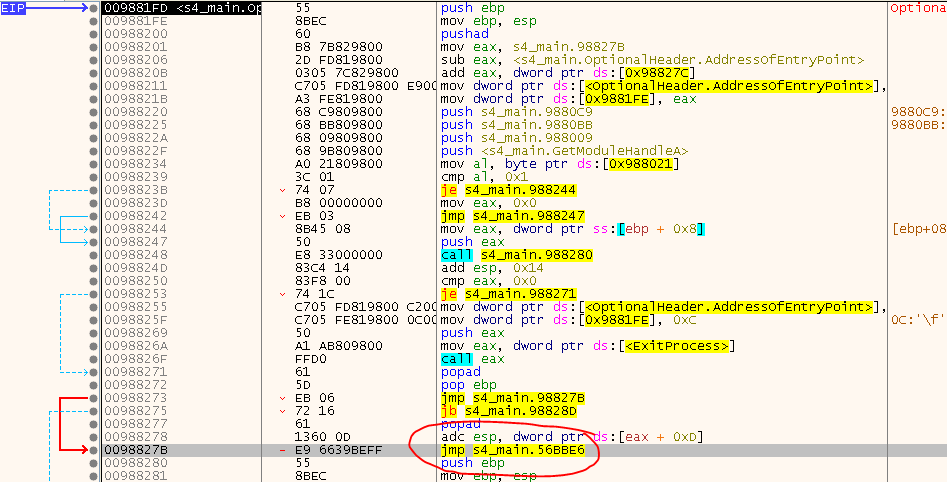 EIP 009881FD <s4_main.Op 55 push ebp Optiona
009881FE 8BEC mov ebp, esp
00988200 60 pushad
00988201 B8 7B829800 mov eax, s4_main.98827B
00988206 2D FD819800 sub eax, <s4_main.OptionalHeader.AddressOfEntryPoint>
0098820B 0305 7C829800 add eax, dword ptr ds:[0x98827C]
00988211 C705 FD819800 E900 mov dword ptr ds:[<OptionalHeader.AddressOfEntryPoint>],
0098821B A3 FE819800 mov dword ptr ds:[0x9881FE], eax
00988220 68 C9809800 push s4_main.9880C9 9880C9:
00988225 68 BB809800 push s4_main.9880BB 9880BB:
0098822A 68 09809800 push s4_main.988009
0098822F 68 9B809800 push <s4_main.GetModuleHandleA>
00988234 A0 21809800 mov al, byte ptr ds:[0x988021]
00988239 3C 01 cmp al, 0x1
0098823B 74 07 je s4_main.988244
0098823D B8 00000000 mov eax, 0x0
00988242 EB 03 jmp s4_main.988247
00988244 8B45 08 mov eax, dword ptr ss:[ebp + 0x8] [ebp+08
00988247 50 push eax
00988248 E8 33000000 call s4_main.988280
0098824D 83C4 14 add esp, 0x14
00988250 83F8 00 cmp eax, 0x0
00988253 74 1C je s4_main.988271
00988255 C705 FD819800 C200 mov dword ptr ds:[<OptionalHeader.AddressOfEntryPoint>],
0098825F C705 FE819800 0C00 mov dword ptr ds:[0x9881FE], 0xC 0C:'\f'
00988269 50 push eax
0098826A A1 AB809800 mov eax, dword ptr ds:[<ExitProcess>]
0098826F FFD0 call eax
00988271 61 popad
00988272 5D pop ebp
00988273 EB 06 jmp s4_main.98827B
00988275 72 16 jb s4_main.98828D
00988277 61 popad
00988278 1360 0D adc esp, dword ptr ds:[eax + 0xD]
0098827B E9 6639BEFF jmp s4_main.56BBE6
00988280 55 push ebp
00988281 8BEC mov ebp, esp